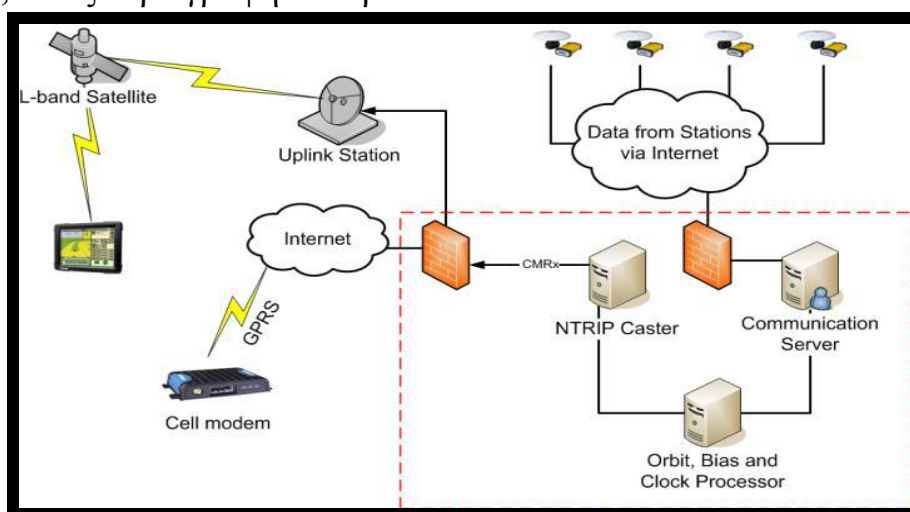 L-band Satellite
Uplink Station
Data from Stations
via Internet
Internet
CMRx
GPRS
NTRIP Caster
Communication
Server
Cell modem
Orbit, Bias and
Clock Processor